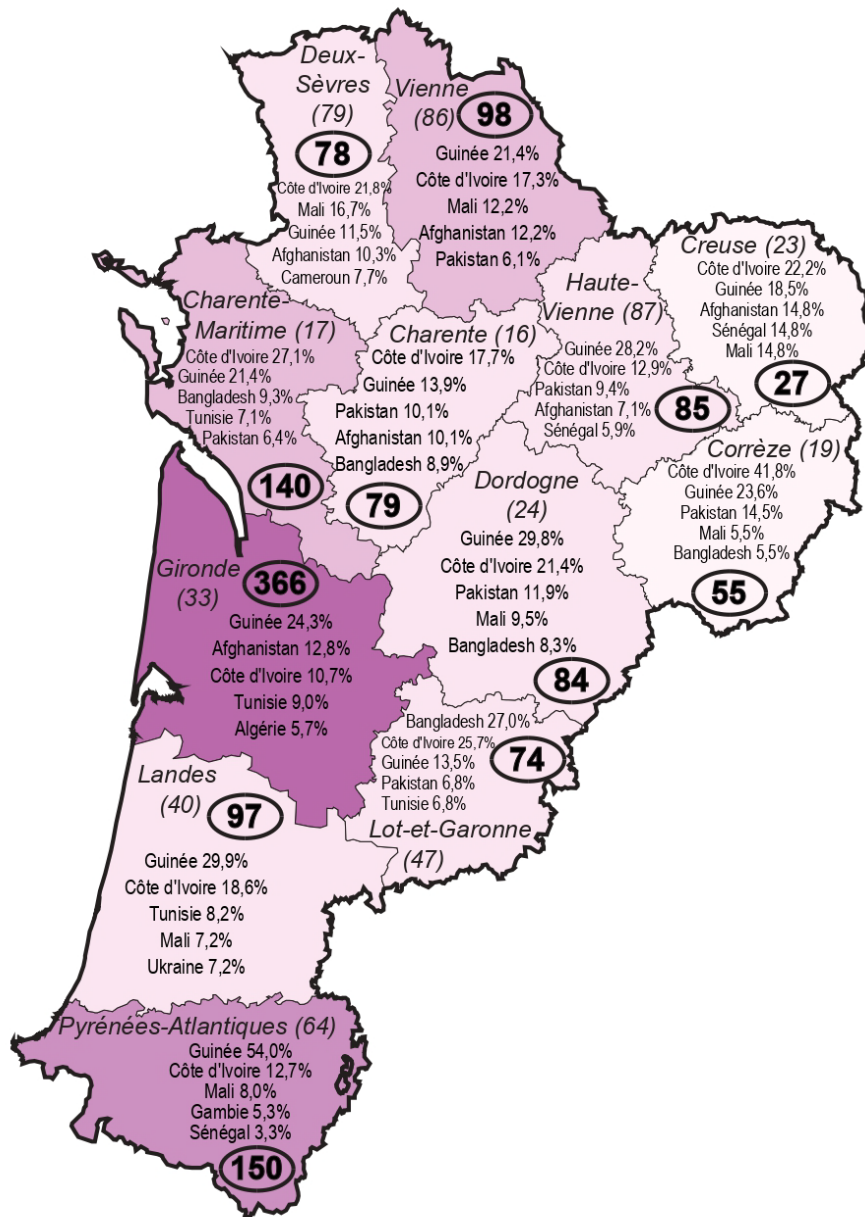 Deux-
Sèvres
(79)
78
Côte d'Ivoire 21,8%
Mali 16,7%
Guinée 11,5%
Afghanistan 10,3%
Cameroun 7,7%
Vienne
(86)
98
Guinée 21,4%
Côte d'Ivoire 17,3%
Mali 12,2%
Afghanistan 12,2%
Pakistan 6,1%
Creuse (23)
Côte d'Ivoire 22,2%
Guinée 18,5%
Afghanistan 14,8%
Sénégal 14,8%
Mali 14,8%
27
Haute-
Vienne (87)
Guinée 28,2%
Côte d'Ivoire 12,9%
Pakistan 9,4%
Afghanistan 7,1%
Sénégal 5,9%
85
Charente-
Maritime (17)
Côte d'Ivoire 27,1%
Guinée 21,4%
Bangladesh 9,3%
Tunisie 7,1%
Pakistan 6,4%
140
Charente (16)
Côte d'Ivoire 17,7%
Guinée 13,9%
Pakistan 10,1%
Afghanistan 10,1%
Bangladesh 8,9%
79
Corrèze (19)
Côte d'Ivoire 41,8%
Guinée 23,6%
Pakistan 14,5%
Mali 5,5%
Bangladesh 5,5%
55
Dordogne
(24)
Guinée 29,8%
Côte d'Ivoire 21,4%
Pakistan 11,9%
Mali 9,5%
Bangladesh 8,3%
84
Gironde
(33)
366
Guinée 24,3%
Afghanistan 12,8%
Côte d'Ivoire 10,7%
Tunisie 9,0%
Algérie 5,7%
Bangladesh 27,0%
Côte d'Ivoire 25,7%
Guinée 13,5%
Pakistan 6,8%
Tunisie 6,8%
74
Lot-et-Garonne
(47)
Landes
(40)
97
Guinée 29,9%
Côte d'Ivoire 18,6%
Tunisie 8,2%
Mali 7,2%
Ukraine 7,2%
Pyrénées-Atlantiques (64)
Guinée 54,0%
Côte d'Ivoire 12,7%
Mali 8,0%
Gambie 5,3%
Sénégal 3,3%
150